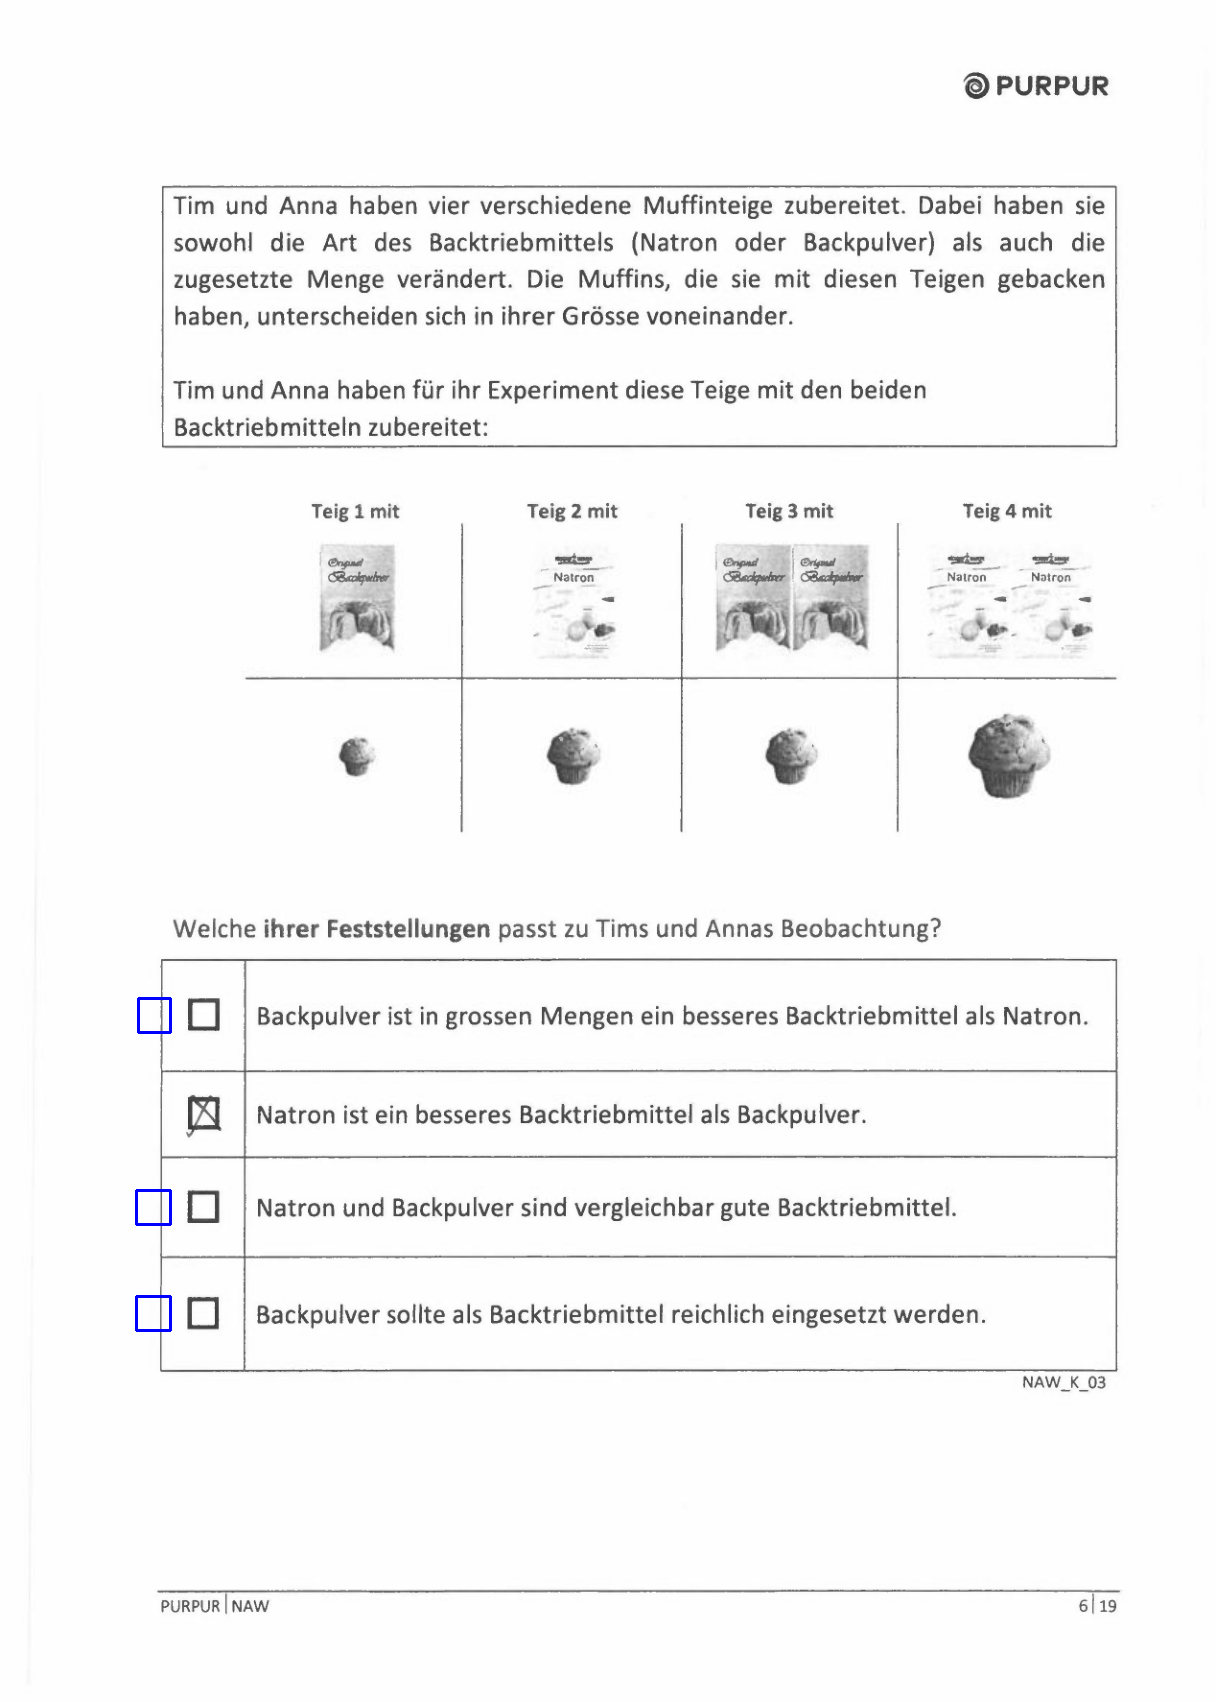 PURPUR
Tim und Anna haben vier verschiedene Muffinteige zubereitet. Dabei haben sie
sowohl die Art des Backtriebmittels (Natron oder Backpulver) als auch die
zugesetzte Menge verändert. Die Muffins, die sie mit diesen Teigen gebacken
haben, unterscheiden sich in ihrer Grösse voneinander.
Tim und Anna haben für ihr Experiment diese Teige mit den beiden
Backtriebmitteln zubereitet:
Teig 1 mit Teig 2 mit Teig 3 mit Teig 4 mit
Original Original Original
Backpulver Natron Backpulver Backpulver Natron Natron
Welche ihrer Feststellungen passt zu Tims und Annas Beobachtung?
Backpulver ist in grossen Mengen ein besseres Backtriebmittel als Natron.
Natron ist ein besseres Backtriebmittel als Backpulver.
Natron und Backpulver sind vergleichbar gute Backtriebmittel.
Backpulver sollte als Backtriebmittel reichlich eingesetzt werden.
NAW_K_03
PURPUR|NAW 6|19